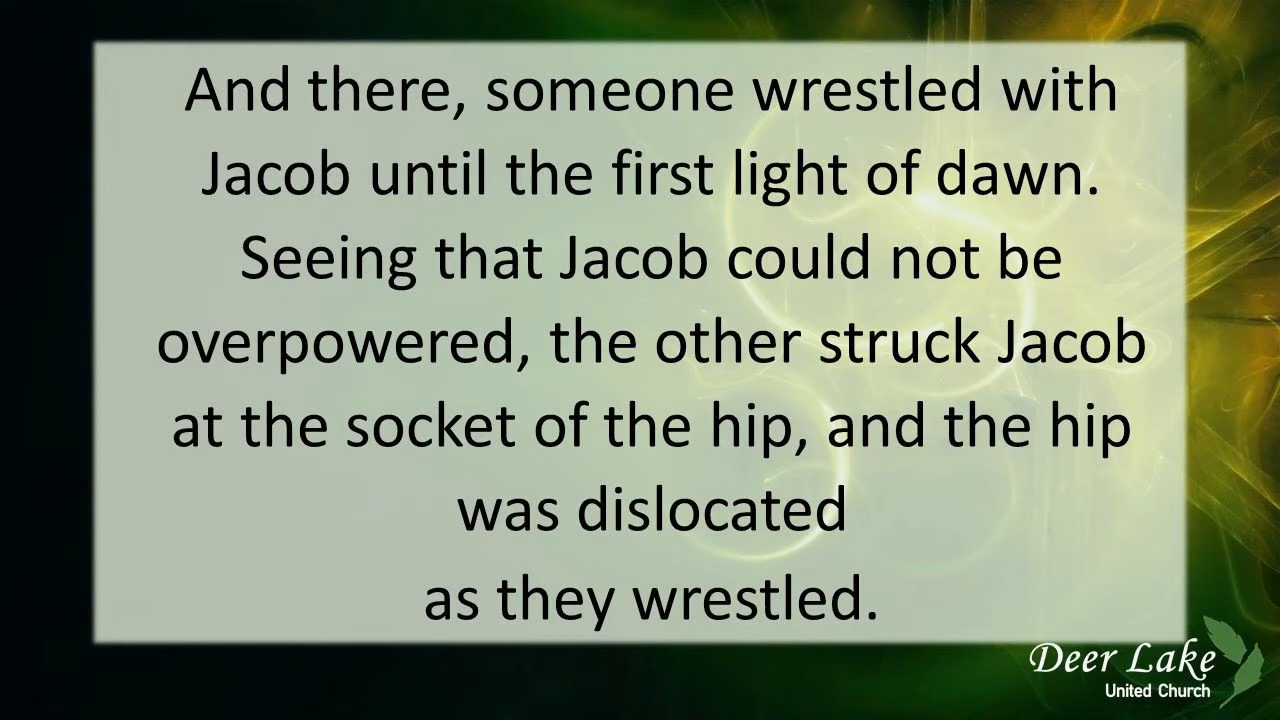 And there, someone wrestled with
Jacob until the first light of dawn.
Seeing that Jacob could not be
overpowered, the other struck Jacob
at the socket of the hip, and the hip
was dislocated
as they wrestled.
Deer Lake
United Church